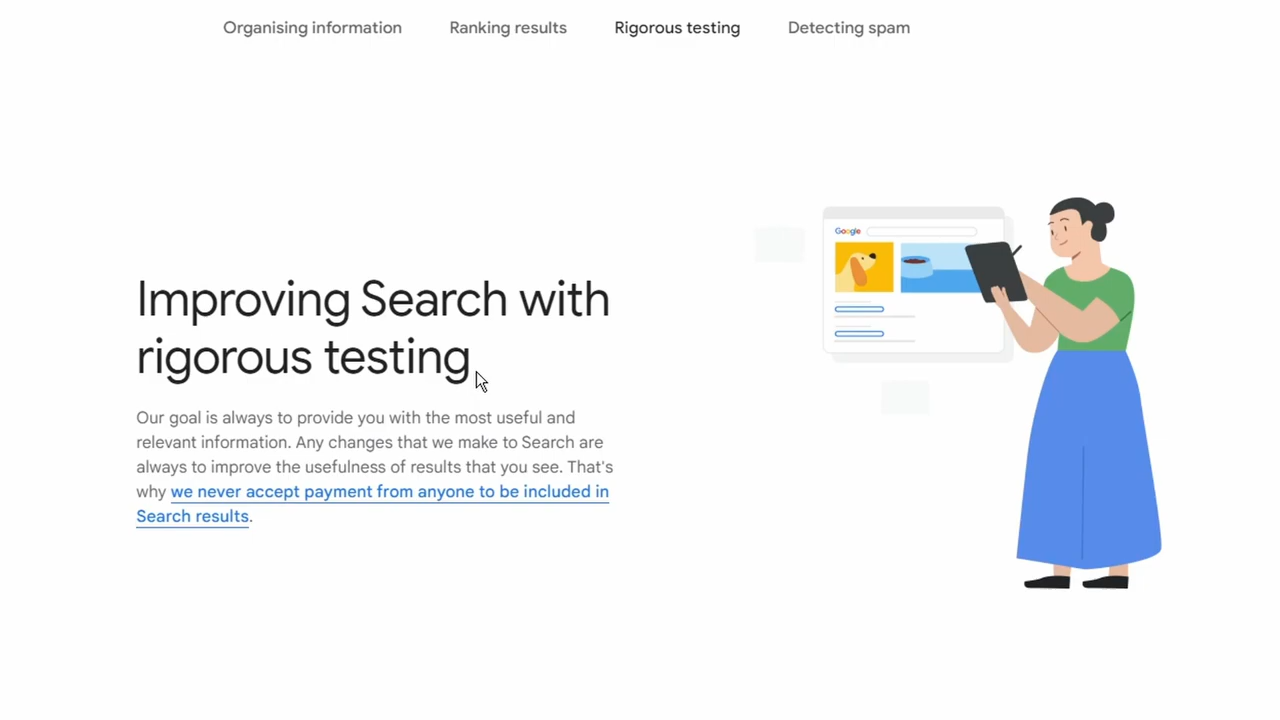 Organising information Ranking results Rigorous testing Detecting spam
Improving Search with
rigorous testing
Our goal is always to provide you with the most useful and
relevant information. Any changes that we make to Search are
always to improve the usefulness of results that you see. That's
why we never accept payment from anyone to be included in
Search results.
Google